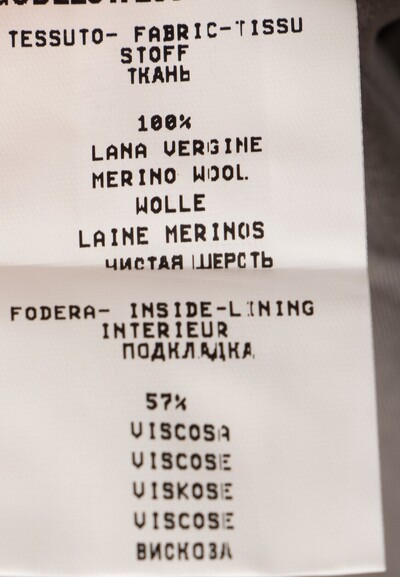 TESSUTO- FABRIC-TISSU
STOFF
ТКАНЬ
100%
LANA VERGINE
MERINO WOOL
WOLLE
LAINE MERINOS
ЧИСТАЯ ШЕРСТЬ
FODERA- INSIDE-LINING
INTERIEUR
ПОДКЛАДКА
57%
VISCOSA
VISCOSE
VISKOSE
VISCOSE
ВИСКОЗА